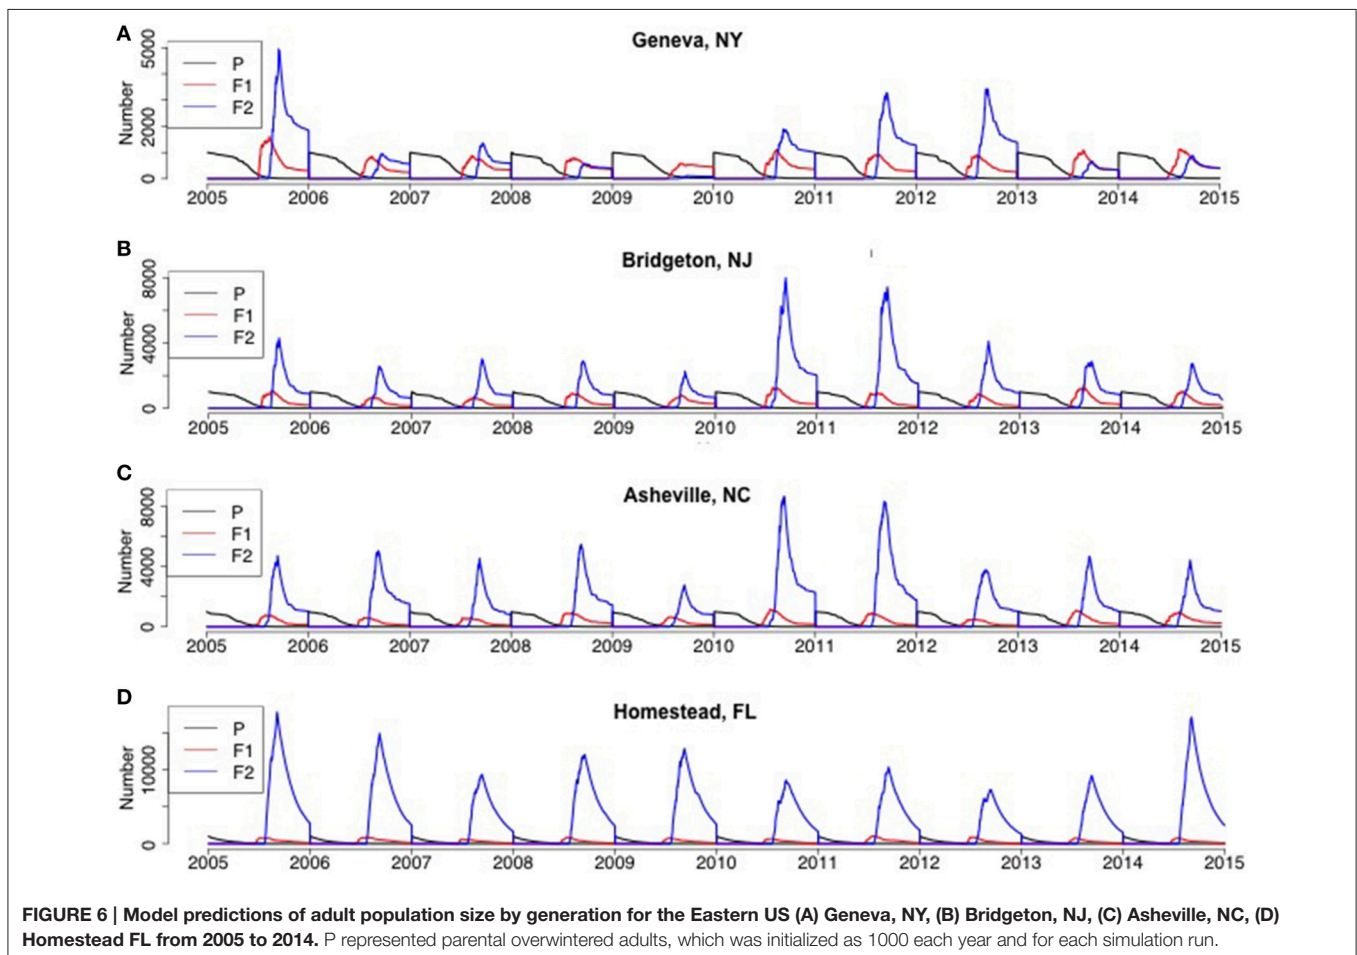 A
Geneva, NY
5000
2000
0
Number
P
F1
F2
2005 2006 2007 2008 2009 2010 2011 2012 2013 2014 2015
B
Bridgeton, NJ
8000
4000
0
Number
P
F1
F2
2005 2006 2007 2008 2009 2010 2011 2012 2013 2014 2015
C
Asheville, NC
8000
4000
0
Number
P
F1
F2
2005 2006 2007 2008 2009 2010 2011 2012 2013 2014 2015
D
Homestead, FL
10000
0
Number
P
F1
F2
2005 2006 2007 2008 2009 2010 2011 2012 2013 2014 2015
FIGURE 6 | Model predictions of adult population size by generation for the Eastern US (A) Geneva, NY, (B) Bridgeton, NJ, (C) Asheville, NC, (D)
Homestead FL from 2005 to 2014. P represented parental overwintered adults, which was initialized as 1000 each year and for each simulation run.